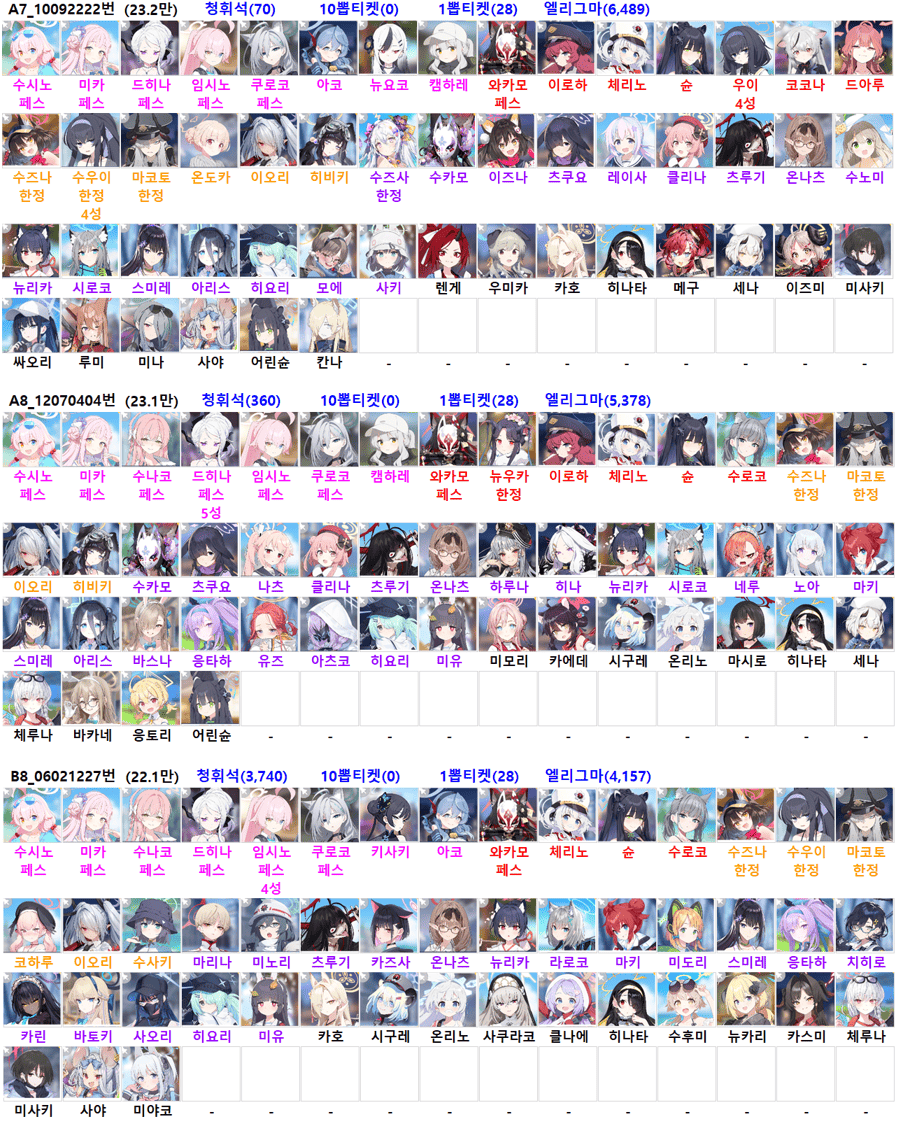 A7_10092222번 (23.2만) 청휘석(70) 10뽑티켓(0) 1뽑티켓(28) 엘리그마(6,489)
수시노 미카 드히나 임시노 쿠로코 아코 뉴요코 캠하레 와카모 이로하 체리노 슌 우이 코코나 드아루
페스 페스 페스 페스 페스 페스 4성
수즈나 수우이 마코토 온도카 이오리 히비키 수즈사 수카모 이즈나 츠쿠요 레이사 클리나 츠루기 온나츠 수노미
한정 한정 한정 한정
4성
뉴리카 시로코 스미레 아리스 히요리 모에 사키 렌게 우미카 카호 히나타 메구 세나 이즈미 미사키
싸오리 루미 미나 사야 어린슌 칸나 - - - - - - - - -
A8_12070404번 (23.1만) 청휘석(360) 10뽑티켓(0) 1뽑티켓(28) 엘리그마(5,378)
수시노 미카 수나코 드히나 임시노 쿠로코 캠하레 와카모 뉴우카 이로하 체리노 슌 수로코 수즈나 마코토
페스 페스 페스 페스 페스 페스 페스 한정 한정 한정
5성
이오리 히비키 수카모 츠쿠요 나츠 클리나 츠루기 온나츠 하루나 히나 뉴리카 시로코 네루 노아 마키
스미레 아리스 바스나 응타하 유즈 아츠코 히요리 미유 미모리 카에데 시구레 온리노 마시로 히나타 세나
체루나 바카네 응토리 어린슌 - - - - - - - - - - -
B8_06021227번 (22.1만) 청휘석(3,740) 10뽑티켓(0) 1뽑티켓(28) 엘리그마(4,157)
수시노 미카 수나코 드히나 임시노 쿠로코 키사키 아코 와카모 체리노 슌 수로코 수즈나 수우이 마코토
페스 페스 페스 페스 페스 페스 페스 한정 한정 한정
4성
코하루 이오리 수사키 마리나 미노리 츠루기 카즈사 온나츠 뉴리카 라로코 마키 미도리 스미레 응타하 치히로
카린 바토키 사오리 히요리 미유 카호 시구레 온리노 사쿠라코 클나에 히나타 수후미 뉴카리 카스미 체루나
미사키 사야 미야코 - - - - - - - - - - - -